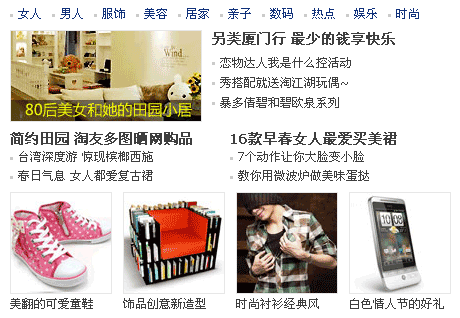 女人 男人 服饰 美容 居家 亲子 数码 热点 娱乐 时尚
80后美女和她的田园小居
另类厦门行 最少的钱享快乐
恋物达人我是什么控活动
秀搭配就送淘江湖玩偶~
暴多倩碧和碧欧泉系列
简约田园 淘友多图晒网购品
台湾深度游 惊现槟榔西施
春日气息 女人都爱复古裙
16款早春女人最爱买美裙
7个动作让你大脸变小脸
教你用微波炉做美味蛋挞
美翻的可爱童鞋
饰品创意新造型
时尚衬衫经典风
白色情人节的好礼